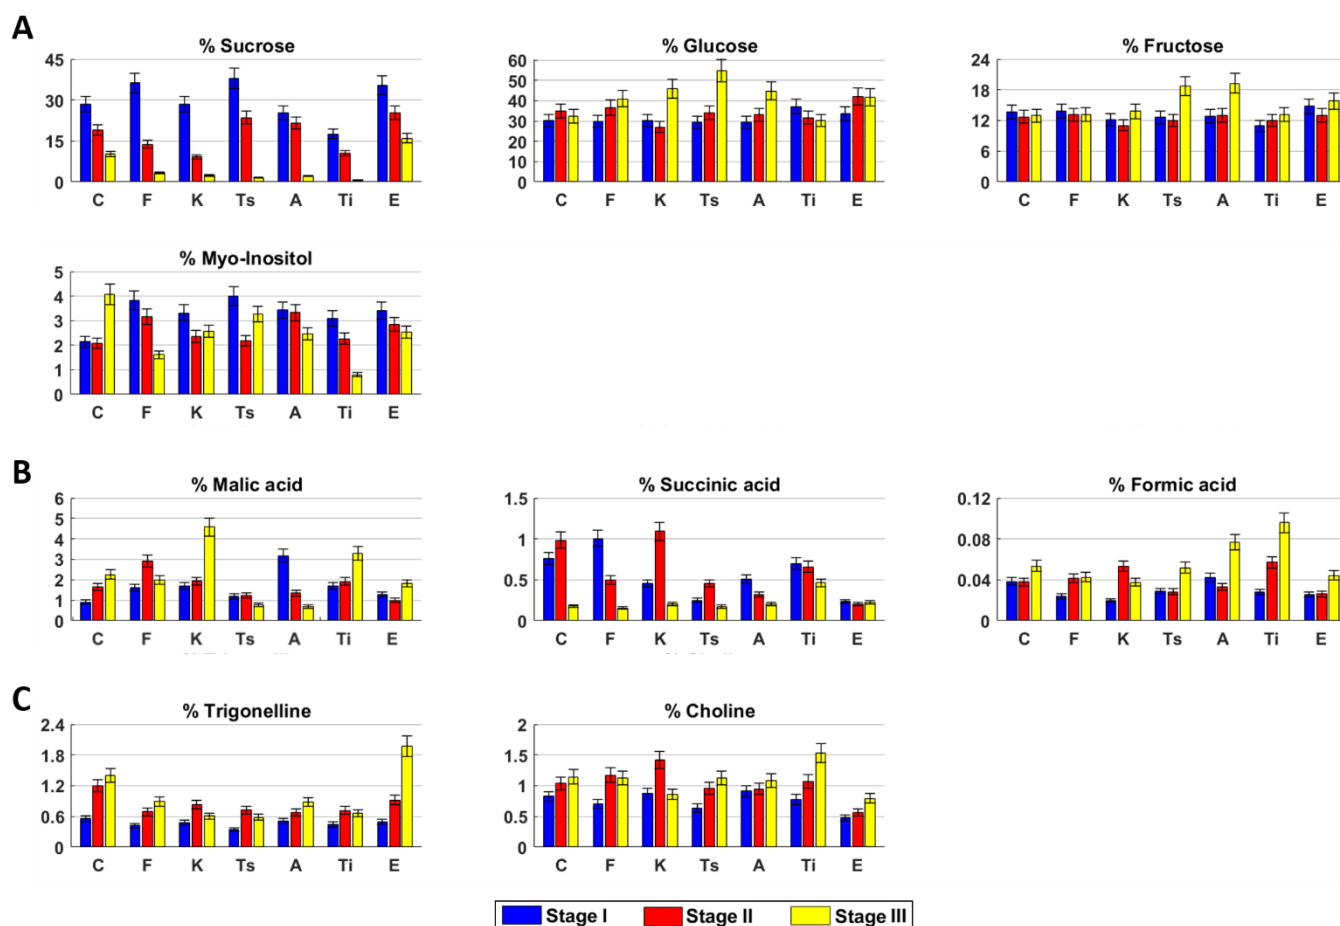 A
% Sucrose
45
30
15
0
C F K Ts A Ti E
% Glucose
60
50
40
30
20
10
0
C F K Ts A Ti E
% Fructose
24
18
12
6
0
C F K Ts A Ti E
% Myo-Inositol
5
4
3
2
1
0
C F K Ts A Ti E
B
% Malic acid
6
5
4
3
2
1
0
C F K Ts A Ti E
% Succinic acid
1.5
1
0.5
0
C F K Ts A Ti E
% Formic acid
0.12
0.08
0.04
0
C F K Ts A Ti E
C
% Trigonelline
2.4
1.8
1.2
0.6
0
C F K Ts A Ti E
% Choline
2
1.5
1
0.5
0
C F K Ts A Ti E
Stage I Stage II Stage III